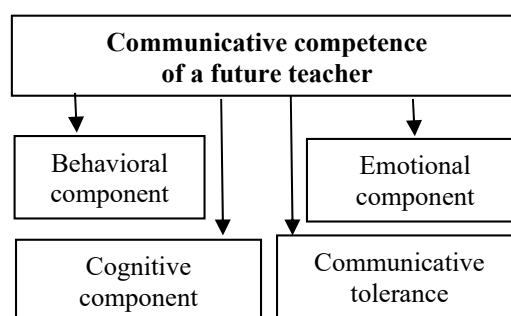 Communicative competence
of a future teacher
Behavioral
component
Emotional
component
Cognitive
component
Communicative
tolerance